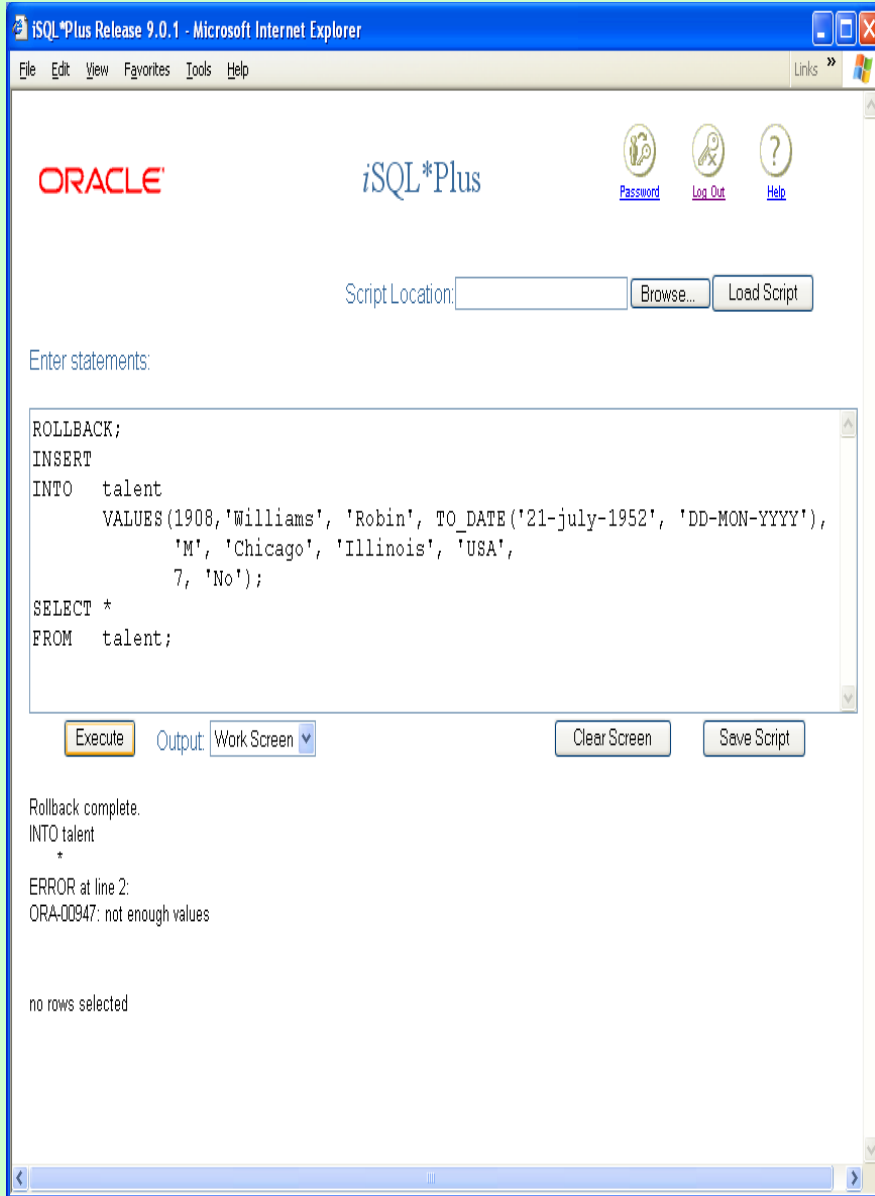 iSQL*Plus Release 9.0.1 - Microsoft Internet Explorer
File Edit View Favorites Tools Help Links »
ORACLE
iSQL*Plus
Password Log Out Help
Script Location: Browse... Load Script
Enter statements:
ROLLBACK;
INSERT
INTO talent
VALUES(1908,'Williams', 'Robin', TO_DATE('21-july-1952', 'DD-MON-YYYY'),
'M', 'Chicago', 'Illinois', 'USA',
7, 'No');
SELECT *
FROM talent;
Execute Output: Work Screen Clear Screen Save Script
Rollback complete.
INTO talent
*
ERROR at line 2:
ORA-00947: not enough values
no rows selected